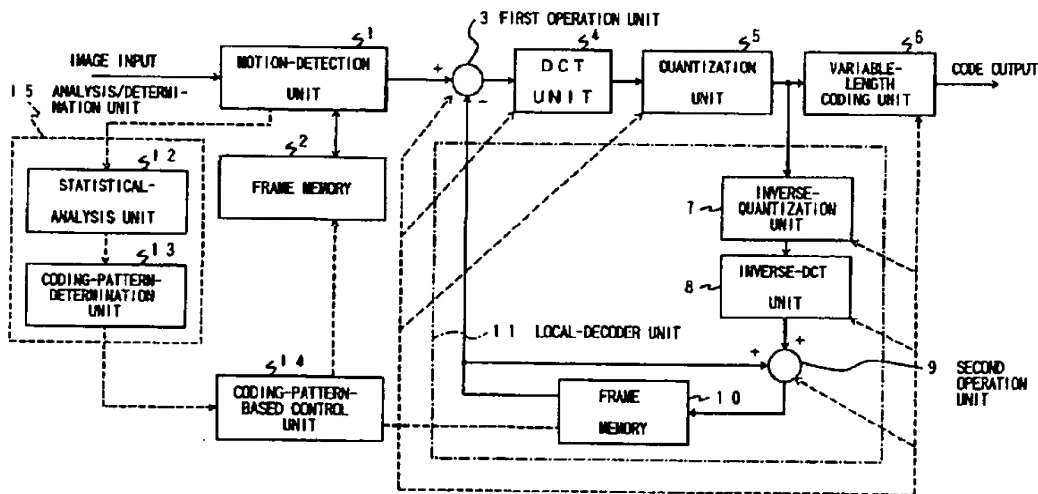 3 FIRST OPERATION UNIT
IMAGE INPUT
1
MOTION-DETECTION
UNIT
+
-
4
DCT
UNIT
5
QUANTIZATION
UNIT
6
VARIABLE-
LENGTH
CODING UNIT
CODE OUTPUT
15 ANALYSIS/DETERMI-
NATION UNIT
12
STATISTICAL-
ANALYSIS UNIT
2
FRAME MEMORY
13
CODING-PATTERN-
DETERMINATION
UNIT
7
INVERSE-
QUANTIZATION
UNIT
8
INVERSE-DCT
UNIT
11 LOCAL-DECODER UNIT
+
+
9 SECOND
OPERATION
UNIT
14
CODING-PATTERN-
BASED CONTROL
UNIT
FRAME
MEMORY
10